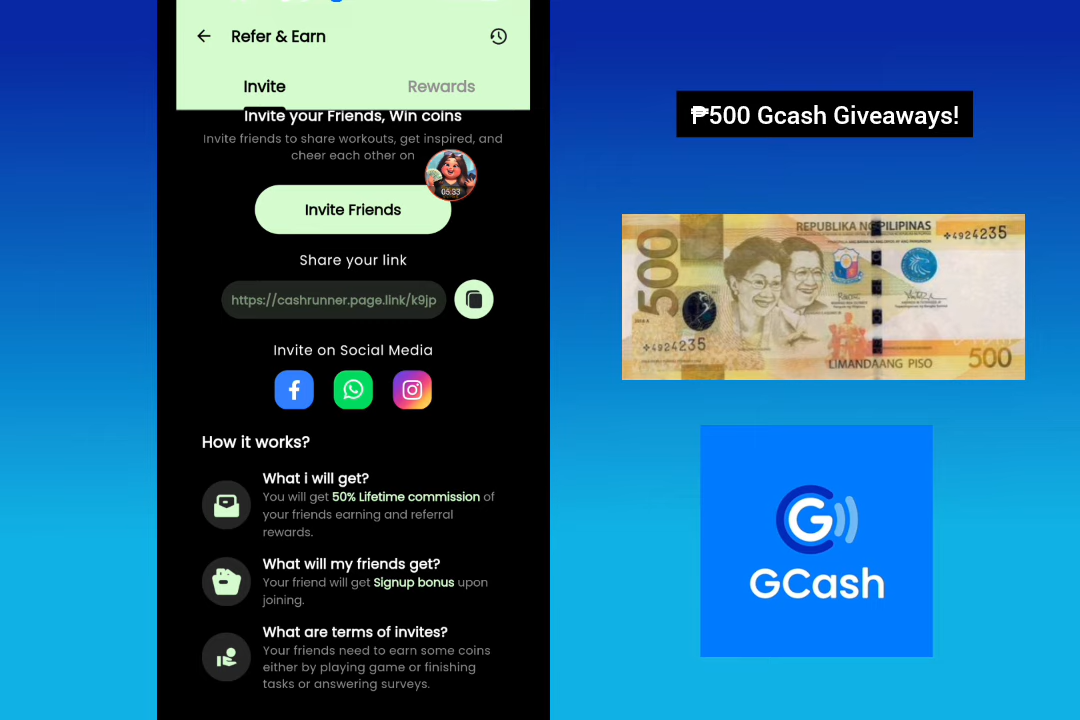 Refer & Earn
Invite
Rewards
Invite your Friends, Win coins
Invite friends to share workouts, get inspired, and
cheer each other on
05:33
Invite Friends
Share your link
https://cashrunner.page.link/k9jp
Invite on Social Media
How it works?
What i will get?
You will get 50% Lifetime commission of
your friends earning and referral
rewards.
What will my friends get?
Your friend will get Signup bonus upon
joining.
What are terms of invites?
Your friends need to earn some coins
either by playing game or finishing
tasks or answering surveys.
₱500 Gcash Giveaways!
REPUBLIKA NG PILIPINAS
4924235
500
4924235
LIMANDAANG PISO
500
G
GCash